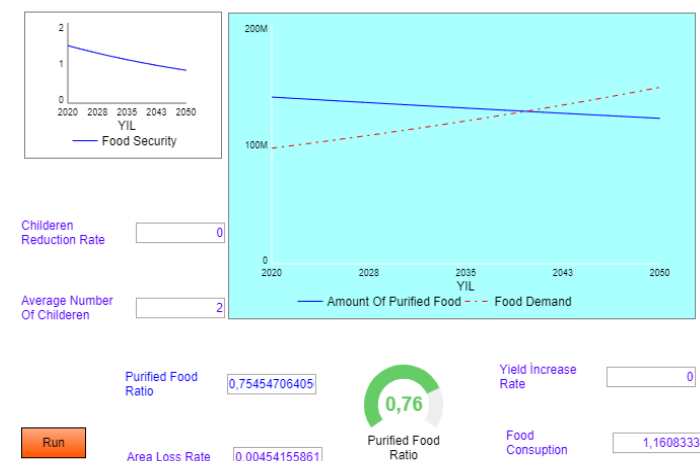 2
1
0
2020 2028 2035 2043 2050
YIL
Food Security
200M
100M
0
2020 2028 2035 2043 2050
YIL
Amount Of Purified Food Food Demand
Childeren
Reduction Rate
0
Average Number
Of Childeren
2
Purified Food
Ratio
0,75454706405
0,76
Purified Food
Ratio
Yield İncrease
Rate
0
Run
Area Loss Rate
0,00454155861
Food
Consuption
1,1608333